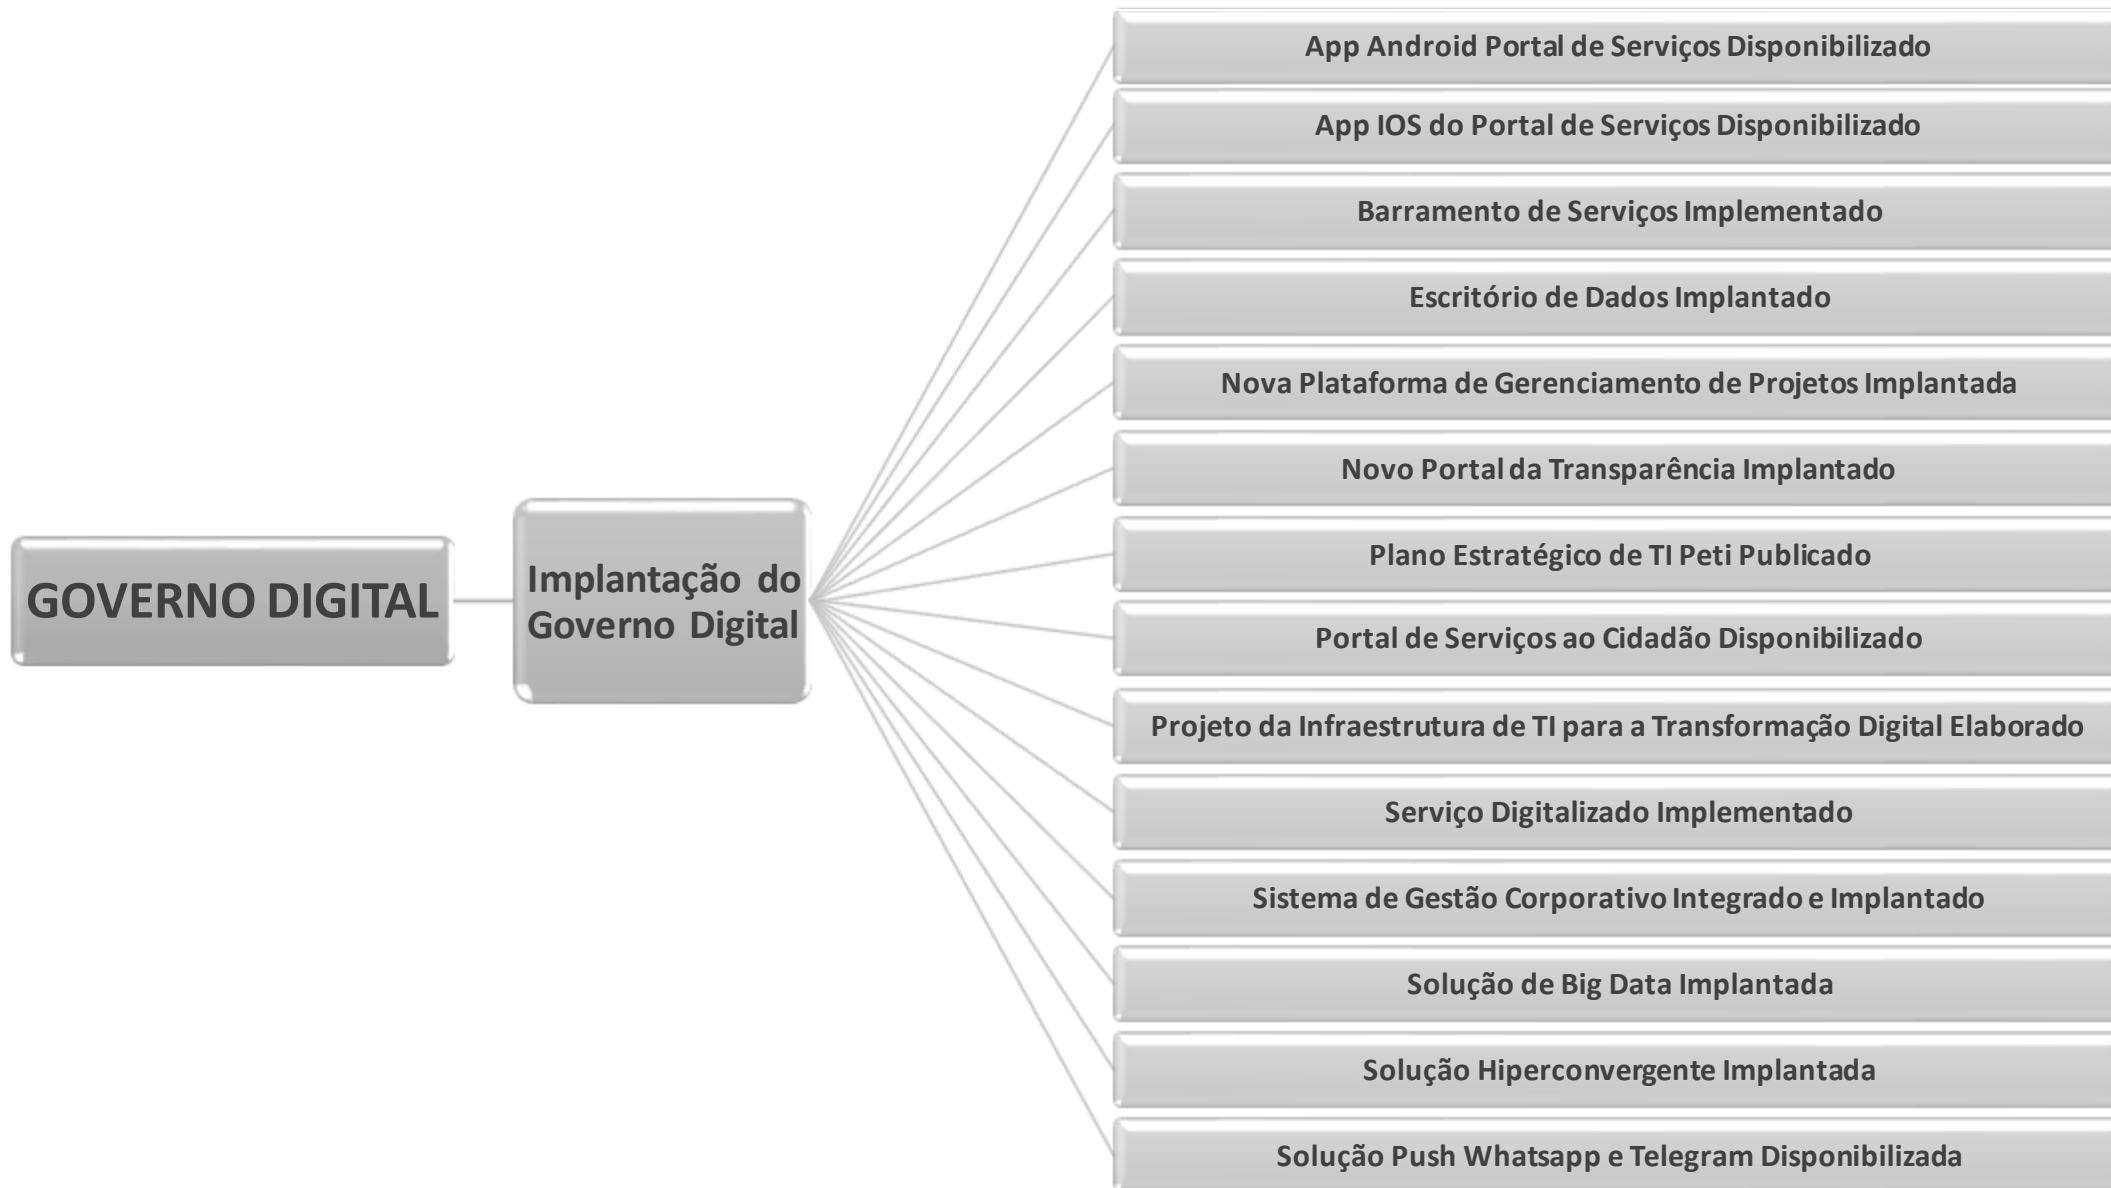 GOVERNO DIGITAL
Implantação do
Governo Digital
App Android Portal de Serviços Disponibilizado
App IOS do Portal de Serviços Disponibilizado
Barramento de Serviços Implementado
Escritório de Dados Implantado
Nova Plataforma de Gerenciamento de Projetos Implantada
Novo Portal da Transparência Implantado
Plano Estratégico de TI Peti Publicado
Portal de Serviços ao Cidadão Disponibilizado
Projeto da Infraestrutura de TI para a Transformação Digital Elaborado
Serviço Digitalizado Implementado
Sistema de Gestão Corporativo Integrado e Implantado
Solução de Big Data Implantada
Solução Hiperconvergente Implantada
Solução Push Whatsapp e Telegram Disponibilizada